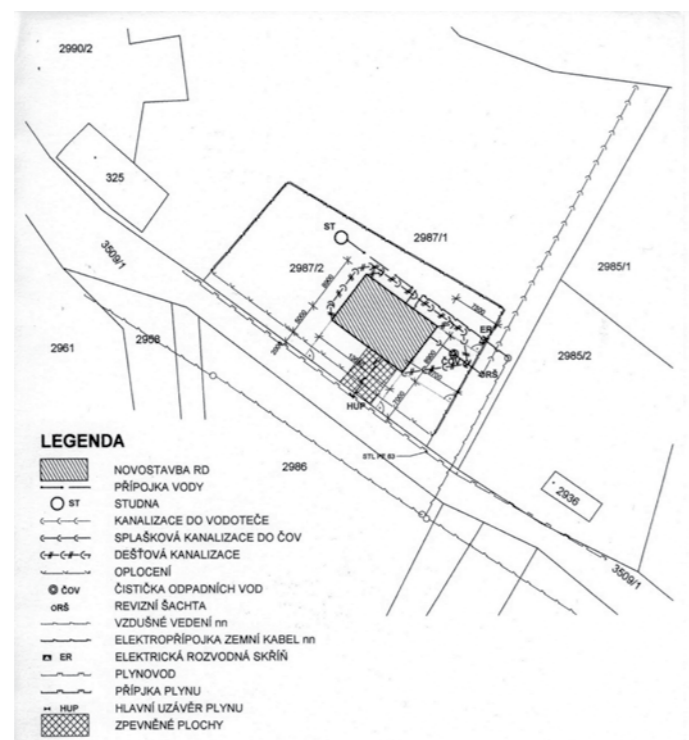 2990/2
325
3509/1
ST
2987/1
2987/2
2985/1
2985/2
ER
ORŠ
HUP
STL PE 63
2961
2958
2986
2936
3509/1
LEGENDA
NOVOSTAVBA RD
PŘÍPOJKA VODY
ST STUDNA
KANALIZACE DO VODOTEČE
SPLAŠKOVÁ KANALIZACE DO ČOV
DEŠŤOVÁ KANALIZACE
OPLOCENÍ
ČOV ČISTIČKA ODPADNÍCH VOD
ORŠ REVIZNÍ ŠACHTA
VZDUŠNÉ VEDENÍ nn
ELEKTROPŘÍPOJKA ZEMNÍ KABEL nn
ER ELEKTRICKÁ ROZVODNÁ SKŘÍŇ
PLYNOVOD
PŘÍPJKA PLYNU
HUP HLAVNÍ UZÁVĚR PLYNU
ZPEVNĚNÉ PLOCHY